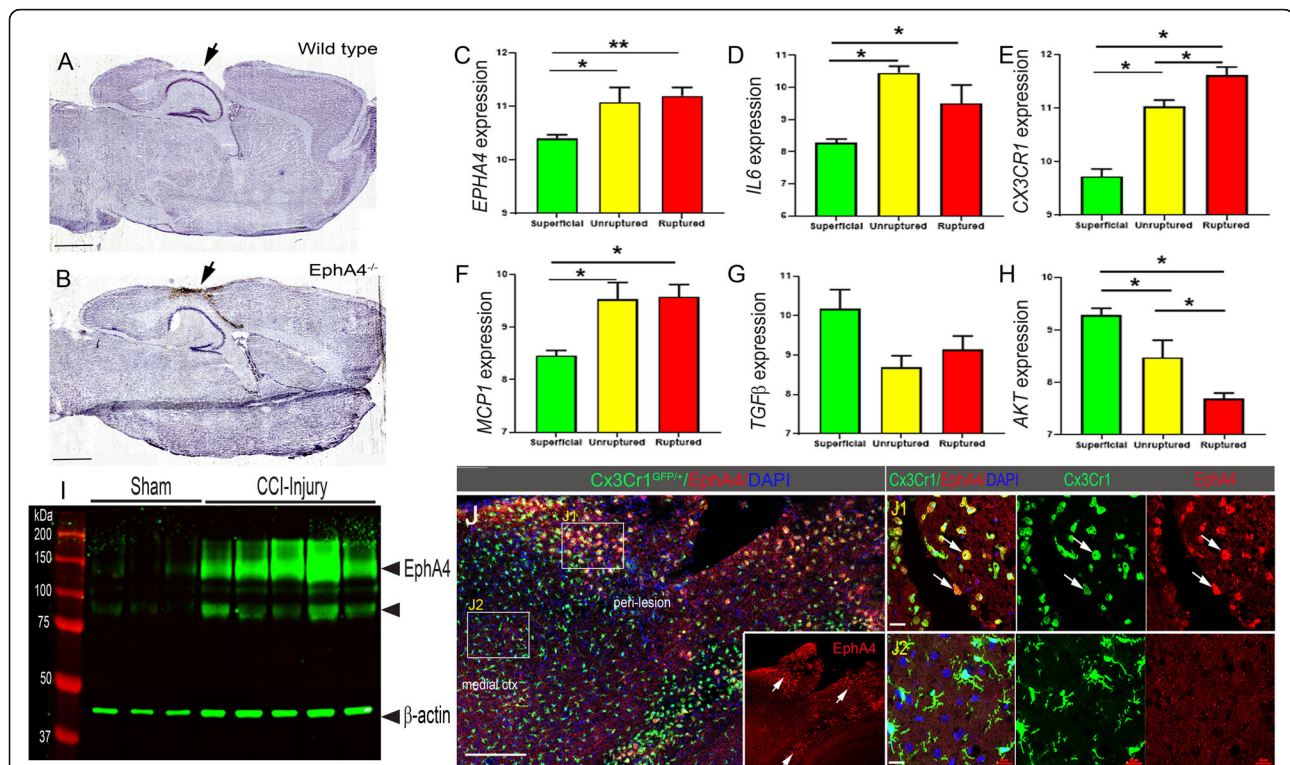 A
Wild type
B
EphA4-/-
C
EPHA4 expression
12
11
10
9
**
*
Superficial Unruptured Ruptured
D
IL6 expression
12
11
10
9
8
7
6
*
*
Superficial Unruptured Ruptured
E
CX3CR1 expression
12
11
10
9
*
*
*
Superficial Unruptured Ruptured
F
MCP1 expression
10
9
8
7
*
*
Superficial Unruptured Ruptured
G
TGFβ expression
11
10
9
8
7
Superficial Unruptured Ruptured
H
AKT expression
10
9
8
7
*
*
*
Superficial Unruptured Ruptured
I
Sham
CCI-Injury
kDa
200
150
100
75
50
37
EphA4
β-actin
Cx3Cr1GFP/+/EphA4/DAPI
J
J1
J2
peri-lesion
medial ctx
EphA4
Cx3Cr1/EphA4/DAPI
Cx3Cr1
EphA4
J1
J2